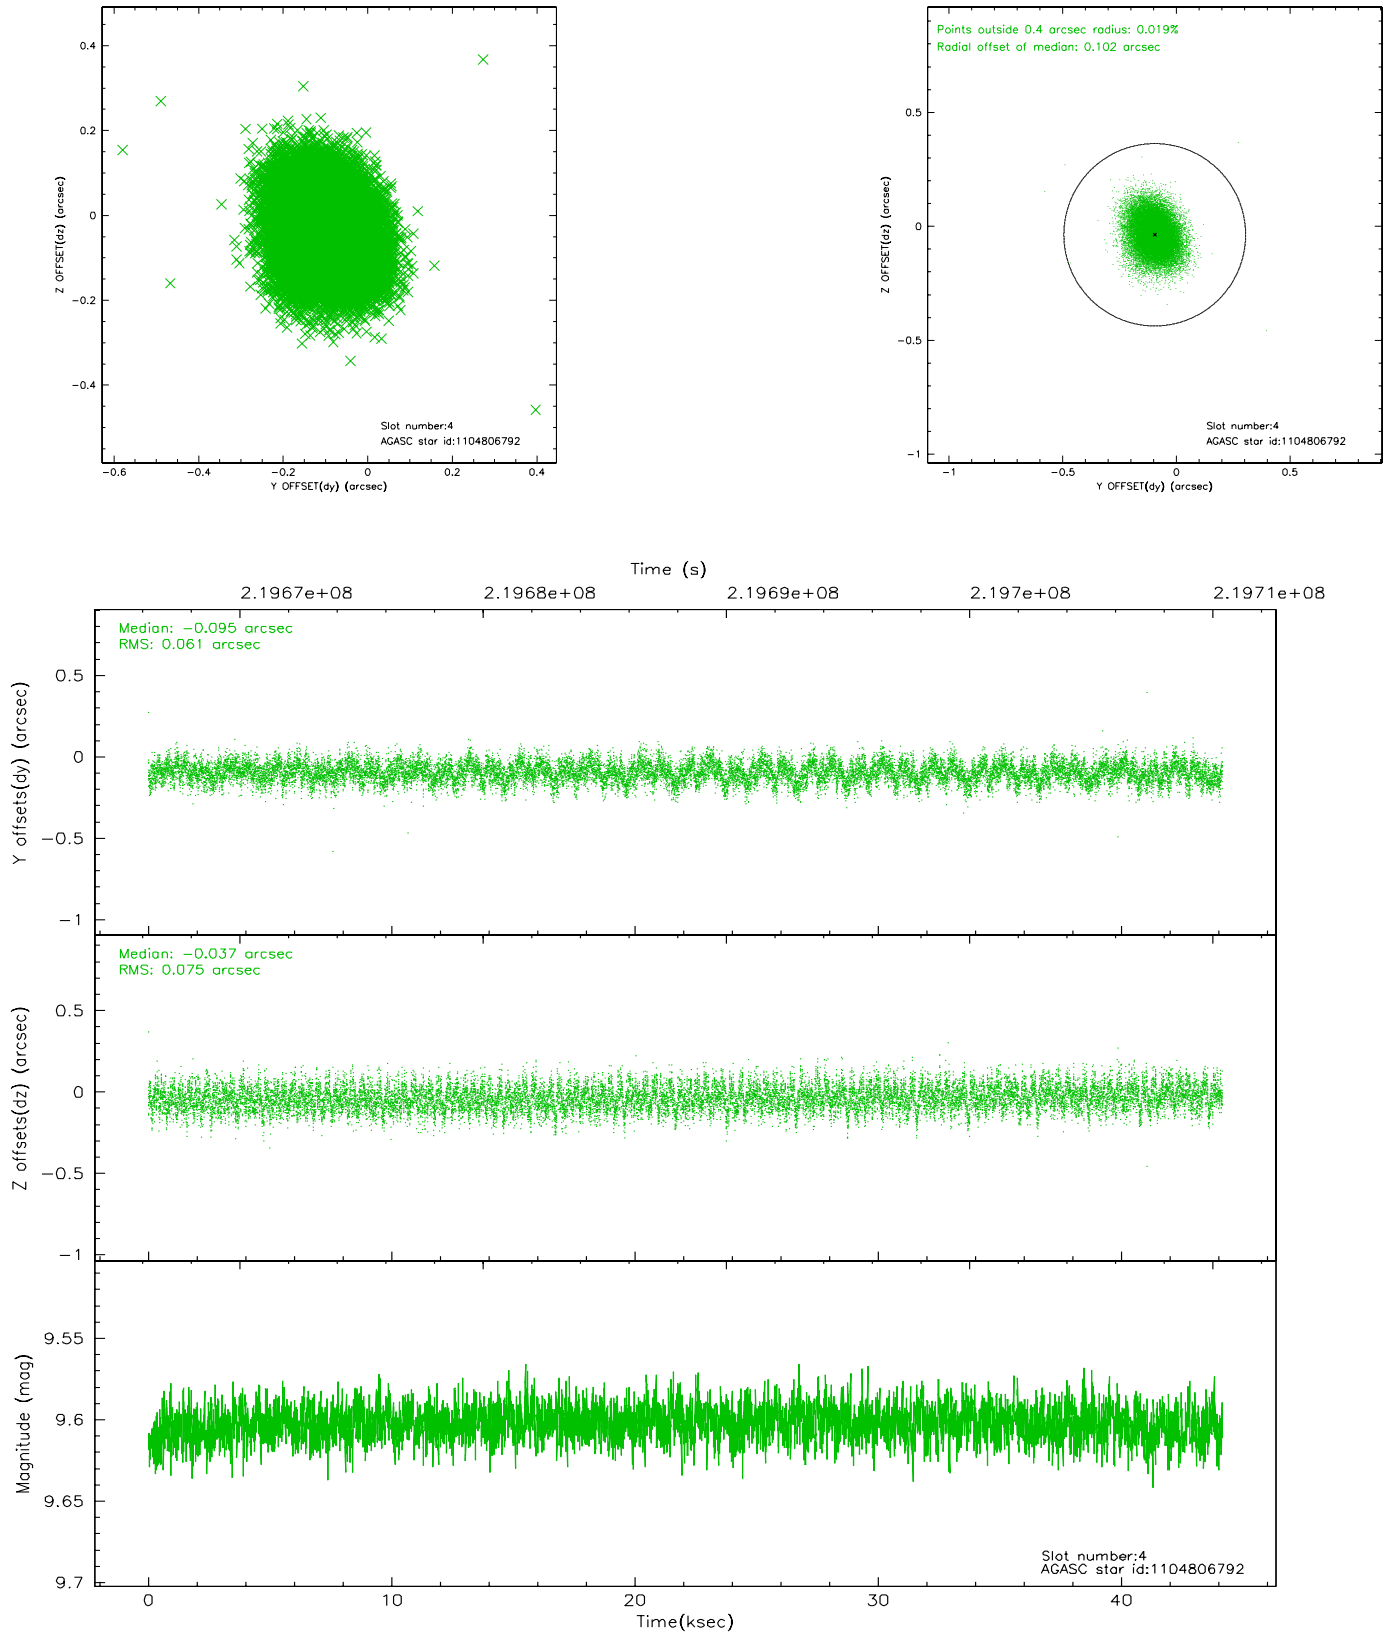 0.4
0.2
0
−0.2
−0.4
Z OFFSET(dz) (arcsec)
Slot number:4
AGASC star id:1104806792
−0.6 −0.4 −0.2 0 0.2 0.4
Y OFFSET(dy) (arcsec)
Points outside 0.4 arcsec radius: 0.019%
Radial offset of median: 0.102 arcsec
0.5
0
−0.5
−1
Z OFFSET(dz) (arcsec)
Slot number:4
AGASC star id:1104806792
−1 −0.5 0 0.5
Y OFFSET(dy) (arcsec)
Time (s)
2.1967e+08 2.1968e+08 2.1969e+08 2.197e+08 2.1971e+08
Median: −0.095 arcsec
RMS: 0.061 arcsec
0.5
0
−0.5
−1
Y offsets(dy) (arcsec)
Median: −0.037 arcsec
RMS: 0.075 arcsec
0.5
0
−0.5
−1
Z offsets(dz) (arcsec)
9.55
9.6
9.65
9.7
Magnitude (mag)
Slot number:4
AGASC star id:1104806792
0 10 20 30 40
Time(ksec)